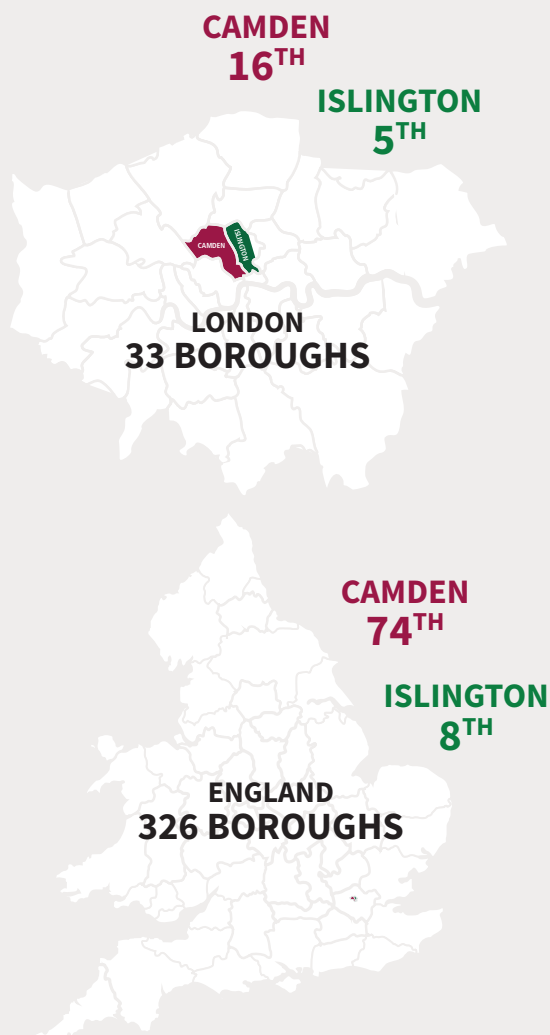 CAMDEN
16TH
ISLINGTON
5TH
CAMDEN
ISLINGTON
LONDON
33 BOROUGHS
CAMDEN
74TH
ISLINGTON
8TH
ENGLAND
326 BOROUGHS